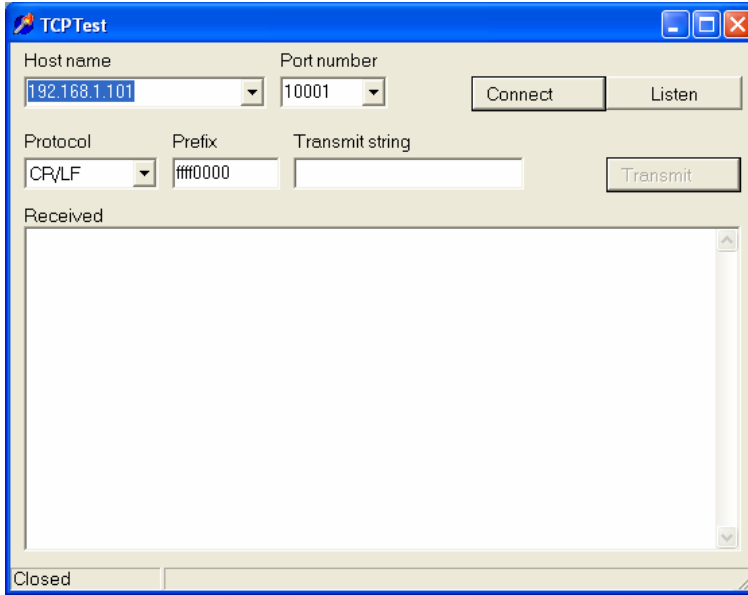 TCPTest
Host name Port number
192.168.1.101 10001 Connect Listen
Protocol Prefix Transmit string
CR/LF ffff0000 Transmit
Received
Closed